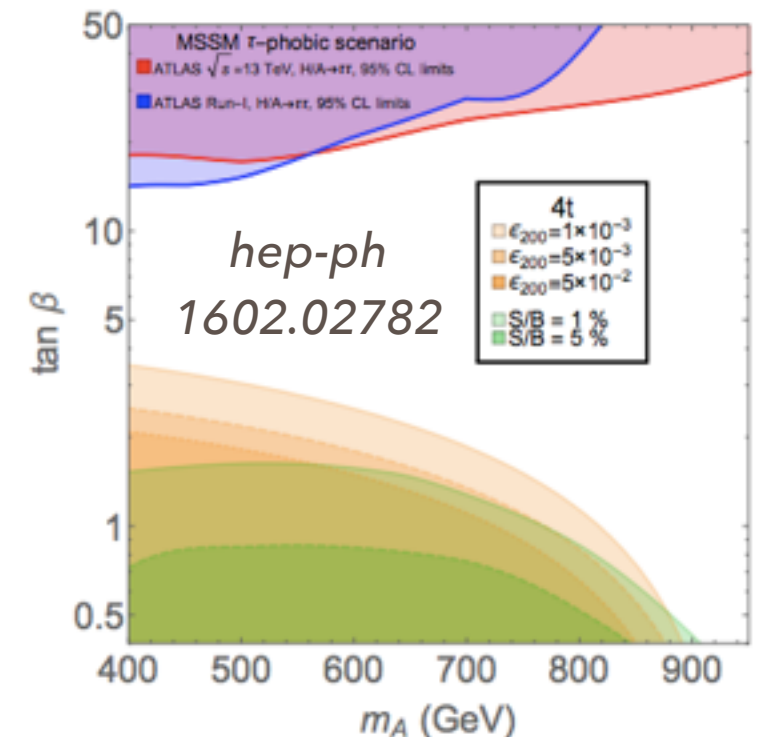 50
MSSM τ-phobic scenario
ATLAS √s =13 TeV, H/A→ττ, 95% CL limits
ATLAS Run-I, H/A→ττ, 95% CL limits
10
hep-ph
1602.02782
4t
ϵ200=1×10−3
ϵ200=5×10−3
ϵ200=5×10−2
S/B = 1 %
S/B = 5 %
5
tan β
1
0.5
400 500 600 700 800 900
mA (GeV)